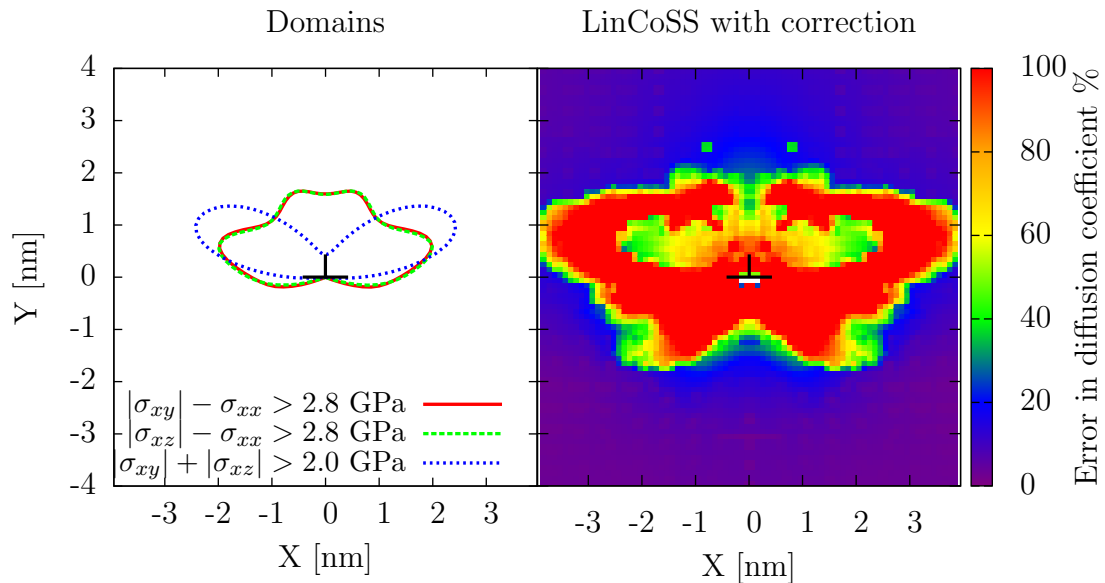 Domains
LinCoSS with correction
Y [nm]
4
3
2
1
0
-1
-2
-3
-4
|σxy| − σxx > 2.8 GPa
|σxz| − σxx > 2.8 GPa
|σxy| + |σxz| > 2.0 GPa
-3 -2 -1 0 1 2 3
X [nm]
-3 -2 -1 0 1 2 3
X [nm]
100
80
60
40
20
0
Error in diffusion coefficient %